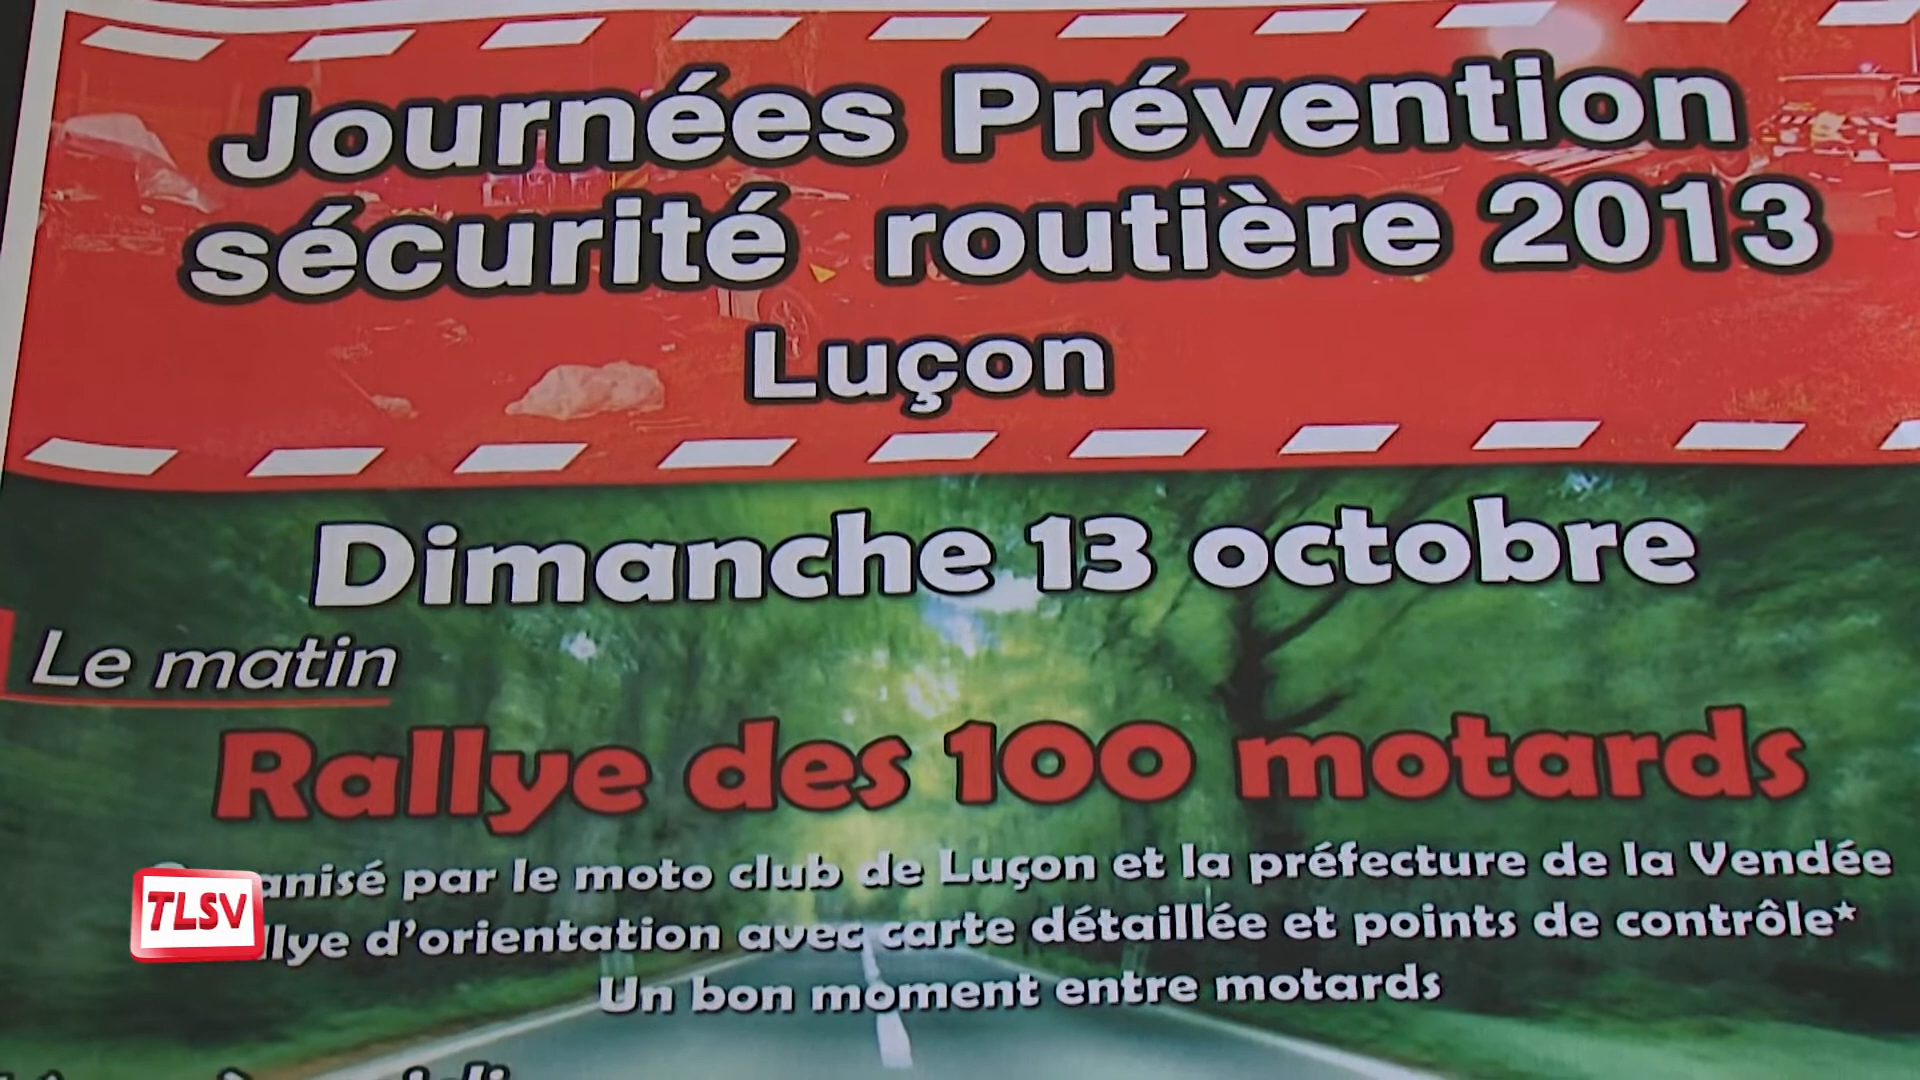 Journées Prévention
sécurité routière 2013
Luçon
Dimanche 13 octobre
Le matin
Rallye des 100 motards
par le moto club de Luçon et la préfecture de la Vendée
d'orientation avec carte détaillée et points de contrôle*
Un bon moment entre motards
TLSV